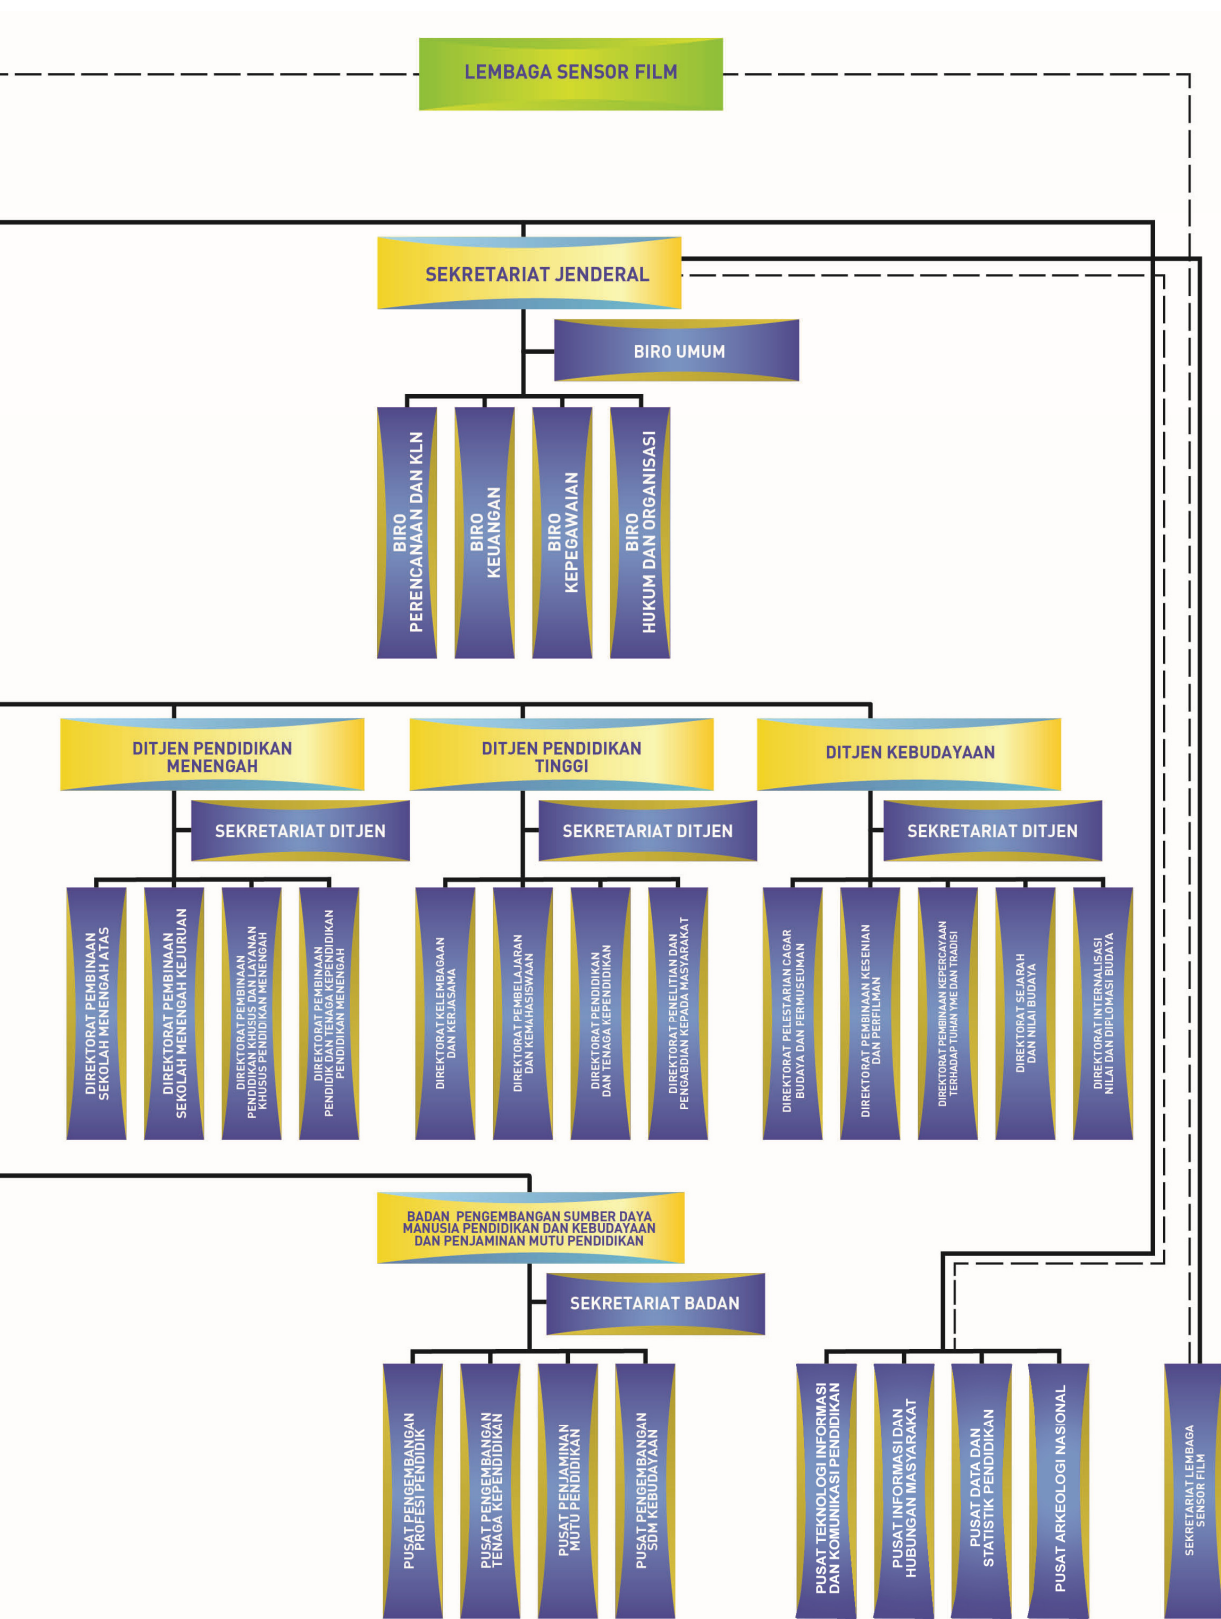 LEMBAGA SENSOR FILM
SEKRETARIAT JENDERAL
BIRO UMUM
BIRO
PERENCANAAN DAN KLN
BIRO
KEUANGAN
BIRO
KEPEGAWAIAN
BIRO
HUKUM DAN ORGANISASI
DITJEN PENDIDIKAN
MENENGAH
SEKRETARIAT DITJEN
DIREKTORAT PEMBINAAN
SEKOLAH MENENGAH ATAS
DIREKTORAT PEMBINAAN
SEKOLAH MENENGAH KEJURUAN
DIREKTORAT PEMBINAAN
PENDIDIKAN KHUSUS DAN LAYANAN
KHUSUS PENDIDIKAN MENENGAH
DIREKTORAT PEMBINAAN
PENDIDIK DAN TENAGA KEPENDIDIKAN
PENDIDIKAN MENENGAH
DITJEN PENDIDIKAN
TINGGI
SEKRETARIAT DITJEN
DIREKTORAT KELEMBAGAAN
DAN KERJASAMA
DIREKTORAT PEMBELAJARAN
DAN KEMAHASISWAAN
DIREKTORAT PENDIDIKAN
DAN TENAGA KEPENDIDIKAN
DIREKTORAT PENELITIAN DAN
PENGABDIAN KEPADA MASYARAKAT
DITJEN KEBUDAYAAN
SEKRETARIAT DITJEN
DIREKTORAT PELESTARIAN CAGAR
BUDAYA DAN PERMUSEUMAN
DIREKTORAT PEMBINAAN KESENIAN
DAN PERFILMAN
DIREKTORAT PEMBINAAN KEPERCAYAAN
TERHADAP TUHAN YME DAN TRADISI
DIREKTORAT SEJARAH
DAN NILAI BUDAYA
DIREKTORAT INTERNALISASI
NILAI DAN DIPLOMASI BUDAYA
BADAN PENGEMBANGAN SUMBER DAYA
MANUSIA PENDIDIKAN DAN KEBUDAYAAN
DAN PENJAMINAN MUTU PENDIDIKAN
SEKRETARIAT BADAN
PUSAT PENGEMBANGAN
PROFESI PENDIDIK
PUSAT PENGEMBANGAN
TENAGA KEPENDIDIKAN
PUSAT PENJAMINAN
MUTU PENDIDIKAN
PUSAT PENGEMBANGAN
SDM KEBUDAYAAN
PUSAT TEKNOLOGI INFORMASI
DAN KOMUNIKASI PENDIDIKAN
PUSAT INFORMASI DAN
HUBUNGAN MASYARAKAT
PUSAT DATA DAN
STATISTIK PENDIDIKAN
PUSAT ARKEOLOGI NASIONAL
SEKRETARIAT LEMBAGA
SENSOR FILM